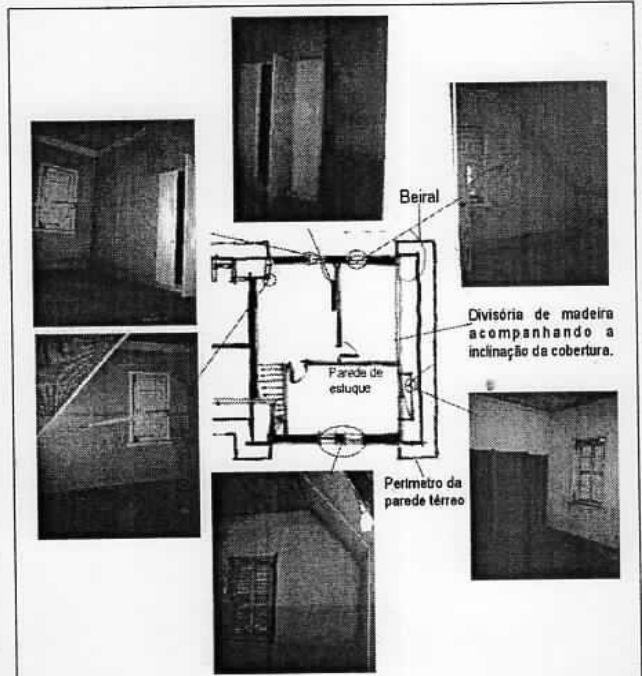 Beiral
Divisória de madeira
acompanhando a
inclinação da cobertura.
Parede de
estuque
Perímetro da
parede térreo